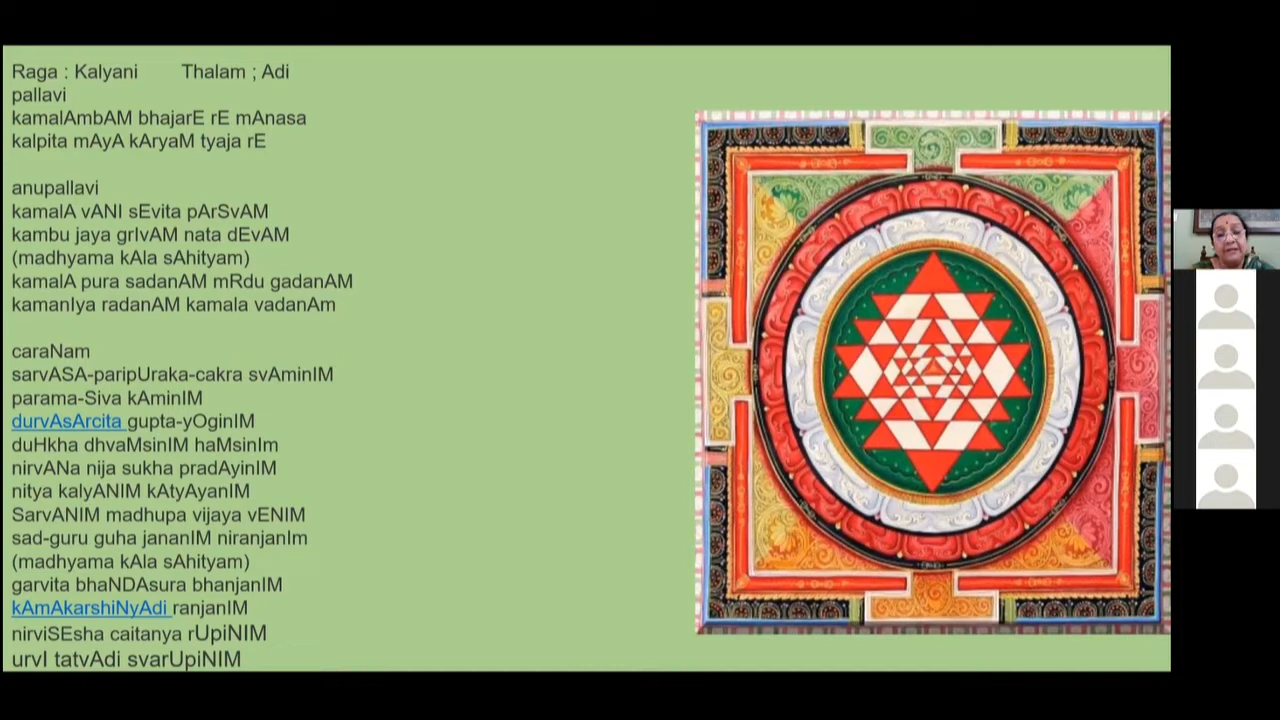 Raga : Kalyani Thalam ; Adi
pallavi
kamalAmbAM bhajarE rE mAnasa
kalpita mAyA kAryaM tyaja rE
anupallavi
kamalA vANI sEvita pArSvAM
kambu jaya grIvAM nata dEvAM
(madhyama kAla sAhityam)
kamalA pura sadanAM mRdu gadanAM
kamanIya radanAM kamala vadanAm
caraNam
sarvASA-paripUraka-cakra svAminIM
parama-Siva kAminIM
durvAsArcita gupta-yOginIM
duHkha dhvaMsinIM haMsinIm
nirvANa nija sukha pradAyinIM
nitya kalyANIM kAtyAyanIM
SarvANIM madhupa vijaya vENIM
sad-guru guha jananIM niranjanIm
(madhyama kAla sAhityam)
garvita bhaNDAsura bhanjanIM
kAmAkarshiNyAdi ranjanIM
nirviSEsha caitanya rUpiNIM
urvI tatvAdi svarUpiNIM